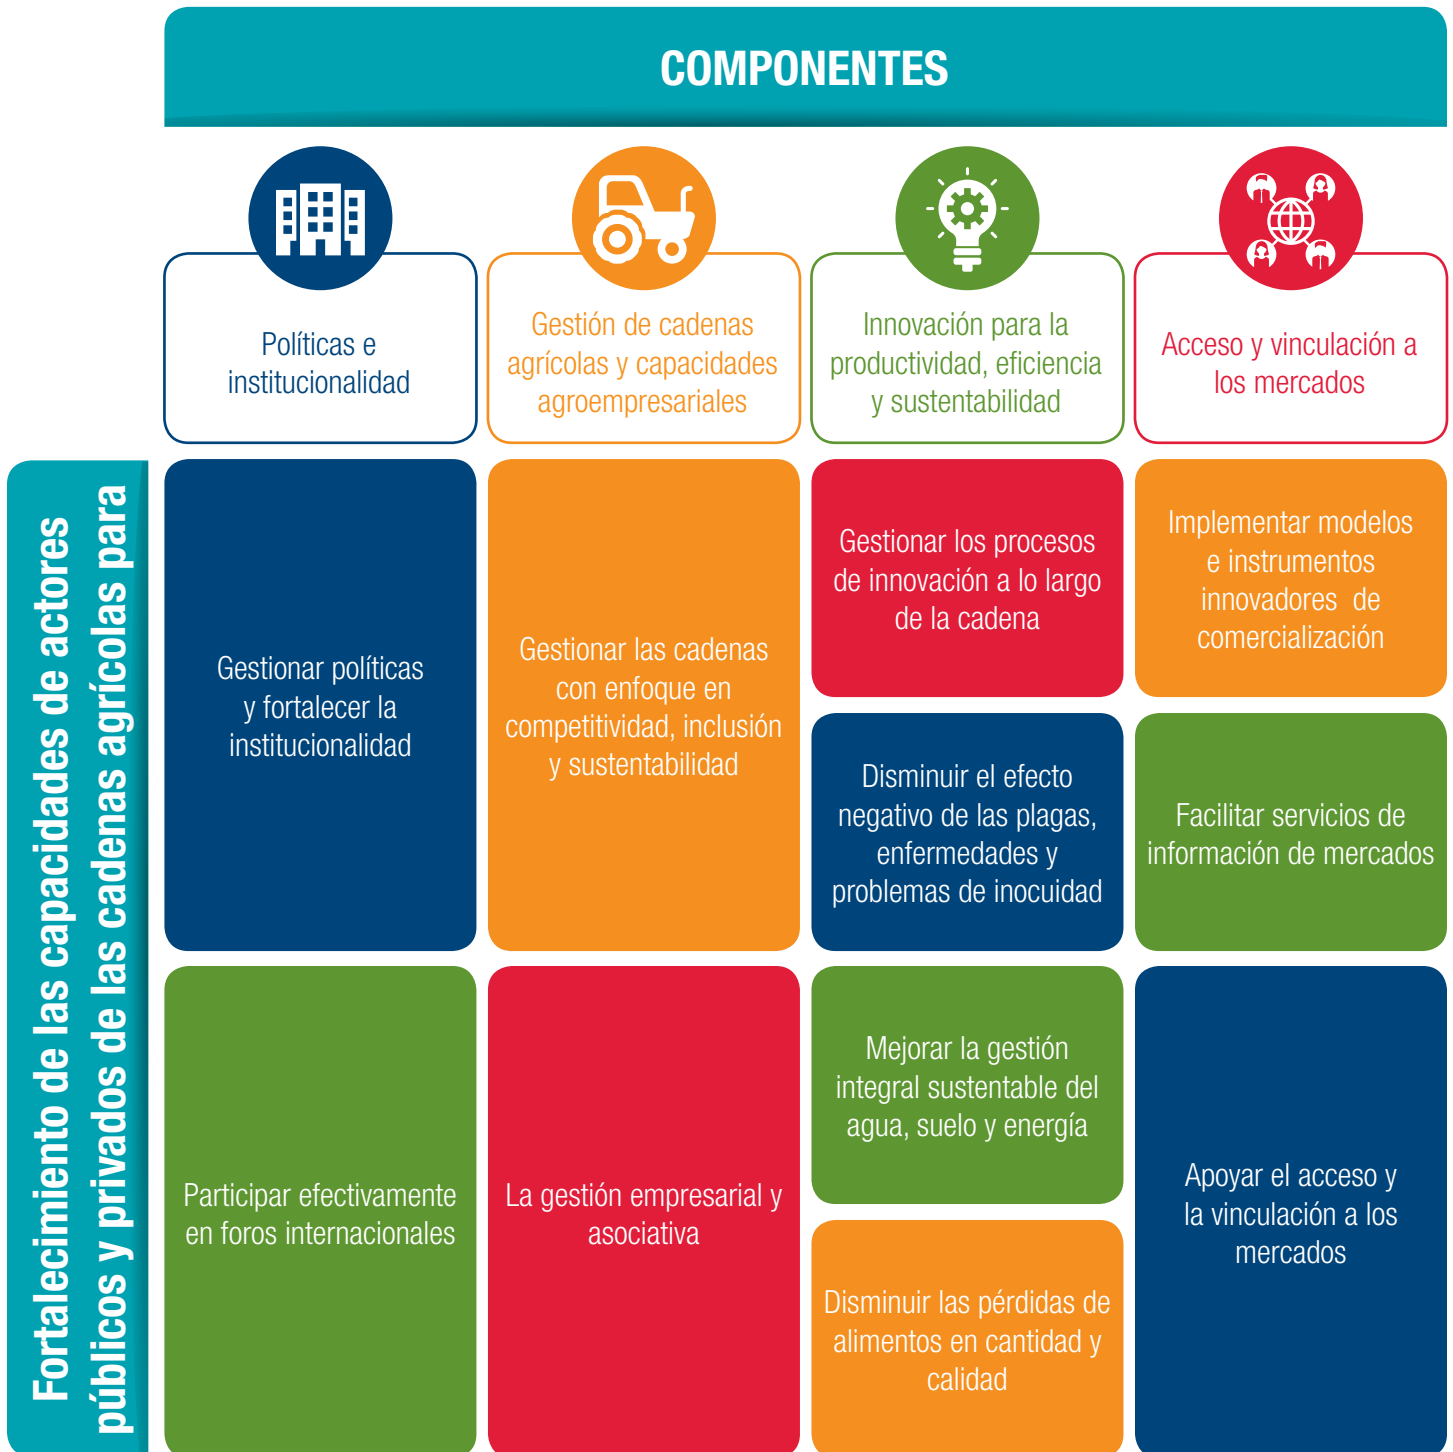 COMPONENTES
Políticas e
institucionalidad
Gestión de cadenas
agrícolas y capacidades
agroempresariales
Innovación para la
productividad, eficiencia
y sustentabilidad
Acceso y vinculación a
los mercados
Fortalecimiento de las capacidades de actores
públicos y privados de las cadenas agrícolas para
Gestionar políticas
y fortalecer la
institucionalidad
Participar efectivamente
en foros internacionales
Gestionar las cadenas
con enfoque en
competitividad, inclusión
y sustentabilidad
La gestión empresarial y
asociativa
Gestionar los procesos
de innovación a lo largo
de la cadena
Disminuir el efecto
negativo de las plagas,
enfermedades y
problemas de inocuidad
Mejorar la gestión
integral sustentable del
agua, suelo y energía
Disminuir las pérdidas de
alimentos en cantidad y
calidad
Implementar modelos
e instrumentos
innovadores de
comercialización
Facilitar servicios de
información de mercados
Apoyar el acceso y
la vinculación a los
mercados